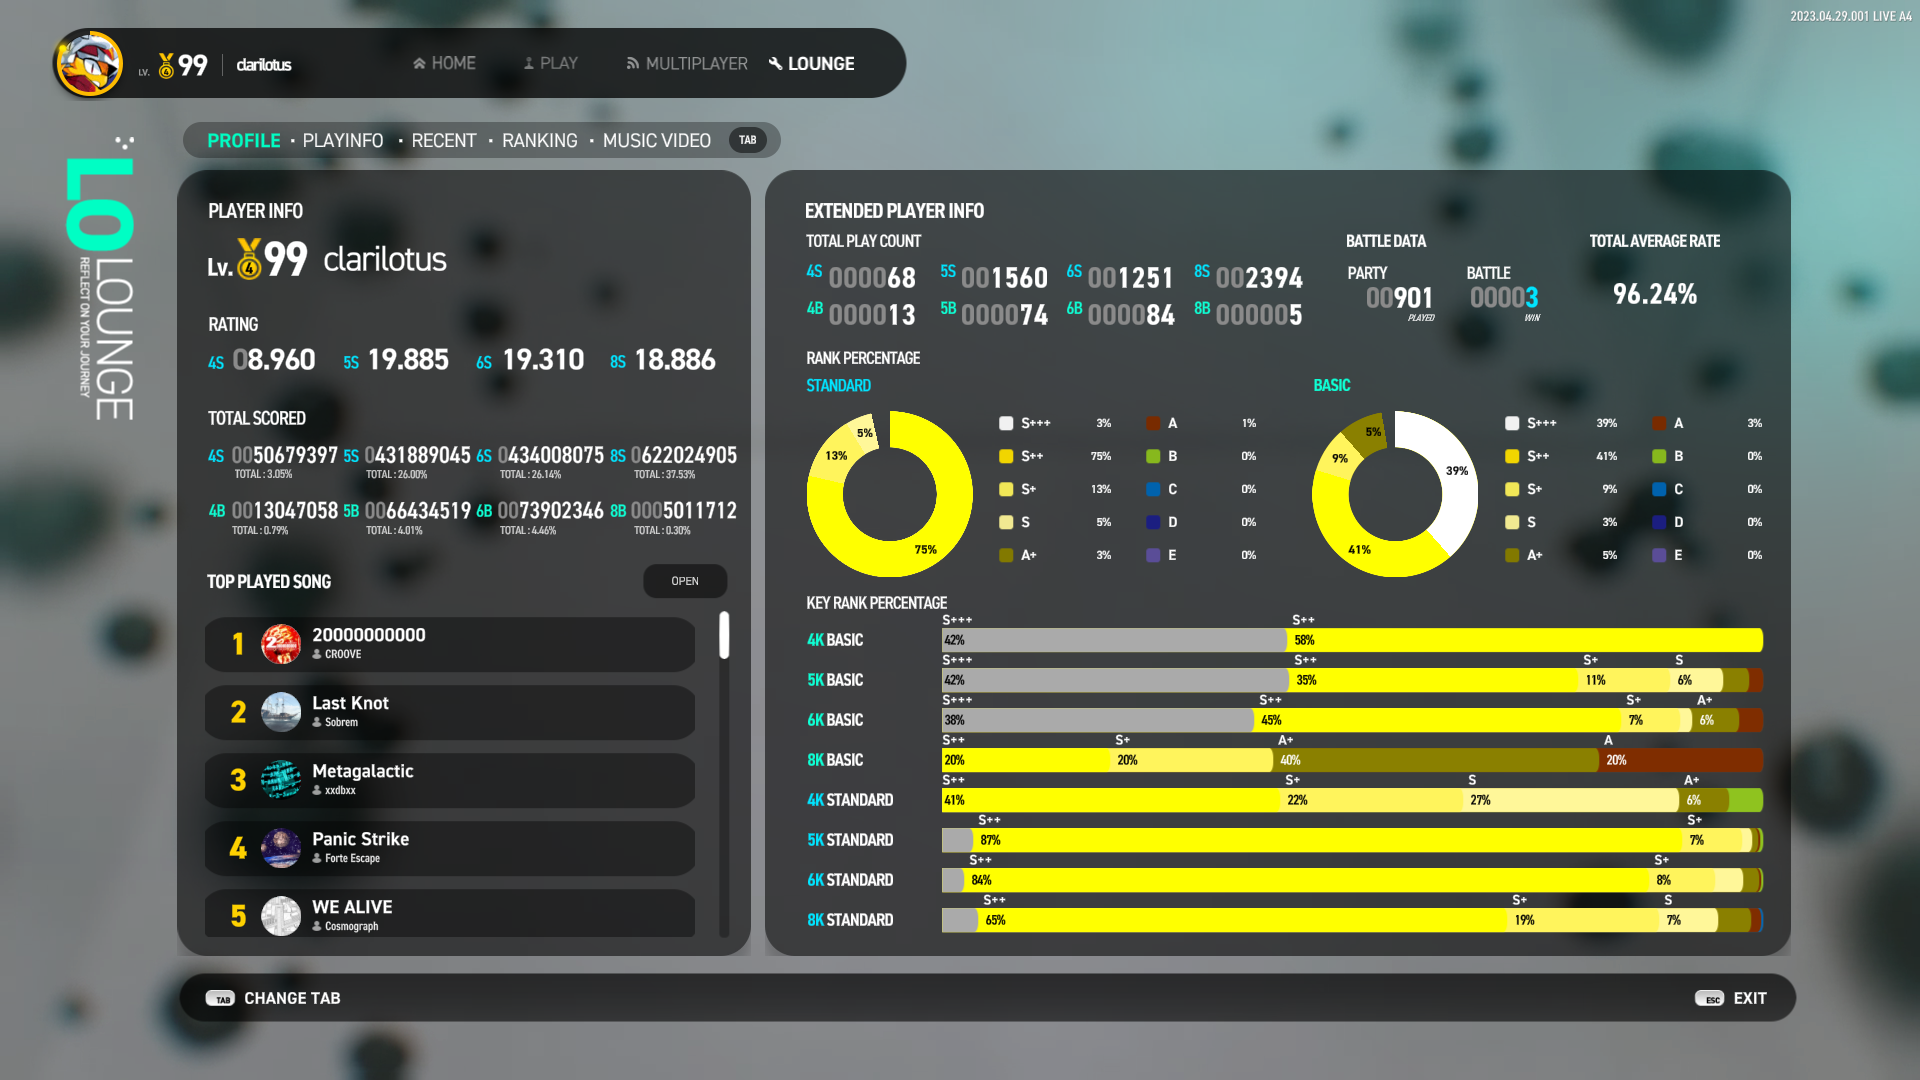 2023.04.29.001 LIVE A4
LV. 4 99 clarilotus HOME PLAY MULTIPLAYER LOUNGE
PROFILE · PLAYINFO · RECENT · RANKING · MUSIC VIDEO TAB
LO
LOUNGE
REFLECT ON YOUR JOURNEY
PLAYER INFO
Lv. 4 99 clarilotus
RATING
4S 08.960 5S 19.885 6S 19.310 8S 18.886
TOTAL SCORED
4S 0050679397 5S 0431889045 6S 0434008075 8S 0622024905
TOTAL : 3.05% TOTAL : 26.00% TOTAL : 26.14% TOTAL : 37.53%
4B 0013047058 5B 0066434519 6B 0073902346 8B 0005011712
TOTAL : 0.79% TOTAL : 4.01% TOTAL : 4.46% TOTAL : 0.30%
TOP PLAYED SONG OPEN
1 20000000000
CROOVE
2 Last Knot
Sobrem
3 Metagalactic
xxdbxx
4 Panic Strike
Forte Escape
5 WE ALIVE
Cosmograph
EXTENDED PLAYER INFO
TOTAL PLAY COUNT
4S 000068 5S 001560 6S 001251 8S 002394
4B 000013 5B 000074 6B 000084 8B 000005
BATTLE DATA
PARTY BATTLE
00901 00003
PLAYED WIN
TOTAL AVERAGE RATE
96.24%
RANK PERCENTAGE
STANDARD
5%
13%
75%
S+++ 3% A 1%
S++ 75% B 0%
S+ 13% C 0%
S 5% D 0%
A+ 3% E 0%
BASIC
5%
9%
39%
41%
S+++ 39% A 3%
S++ 41% B 0%
S+ 9% C 0%
S 3% D 0%
A+ 5% E 0%
KEY RANK PERCENTAGE
S+++ S++
4K BASIC 42% 58%
S+++ S++ S+ S
5K BASIC 42% 35% 11% 6%
S+++ S++ S+ A+
6K BASIC 38% 45% 7% 6%
S++ S+ A+ A
8K BASIC 20% 20% 40% 20%
S++ S+ S A+
4K STANDARD 41% 22% 27% 6%
S++ S+
5K STANDARD 87% 7%
S++ S+
6K STANDARD 84% 8%
S++ S+ S
8K STANDARD 65% 19% 7%
TAB CHANGE TAB
ESC EXIT